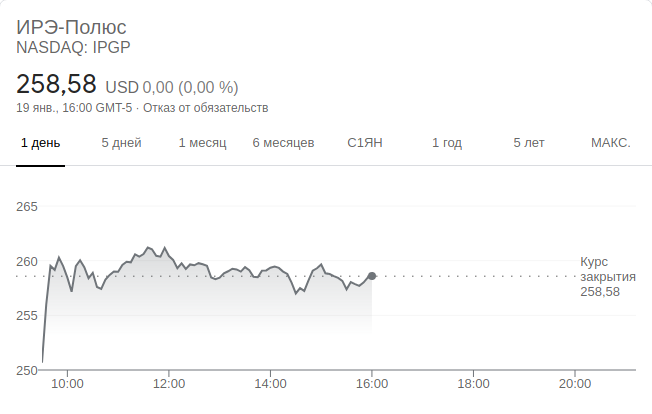 ИРЭ-Полюс
NASDAQ: IPGP
258,58 USD 0,00 (0,00 %)
19 янв., 16:00 GMT-5 · Отказ от обязательств
1 день 5 дней 1 месяц 6 месяцев С1ЯН 1 год 5 лет МАКС.
265
260
Курс
закрытия
258,58
255
250
10:00 12:00 14:00 16:00 18:00 20:00